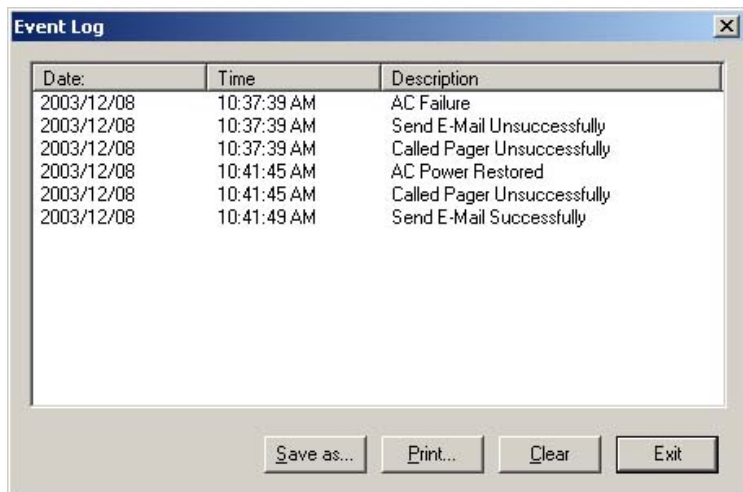 Event Log
Date: Time Description
2003/12/08 10:37:39 AM AC Failure
2003/12/08 10:37:39 AM Send E-Mail Unsuccessfully
2003/12/08 10:37:39 AM Called Pager Unsuccessfully
2003/12/08 10:41:45 AM AC Power Restored
2003/12/08 10:41:45 AM Called Pager Unsuccessfully
2003/12/08 10:41:49 AM Send E-Mail Successfully
Save as... Print... Clear Exit